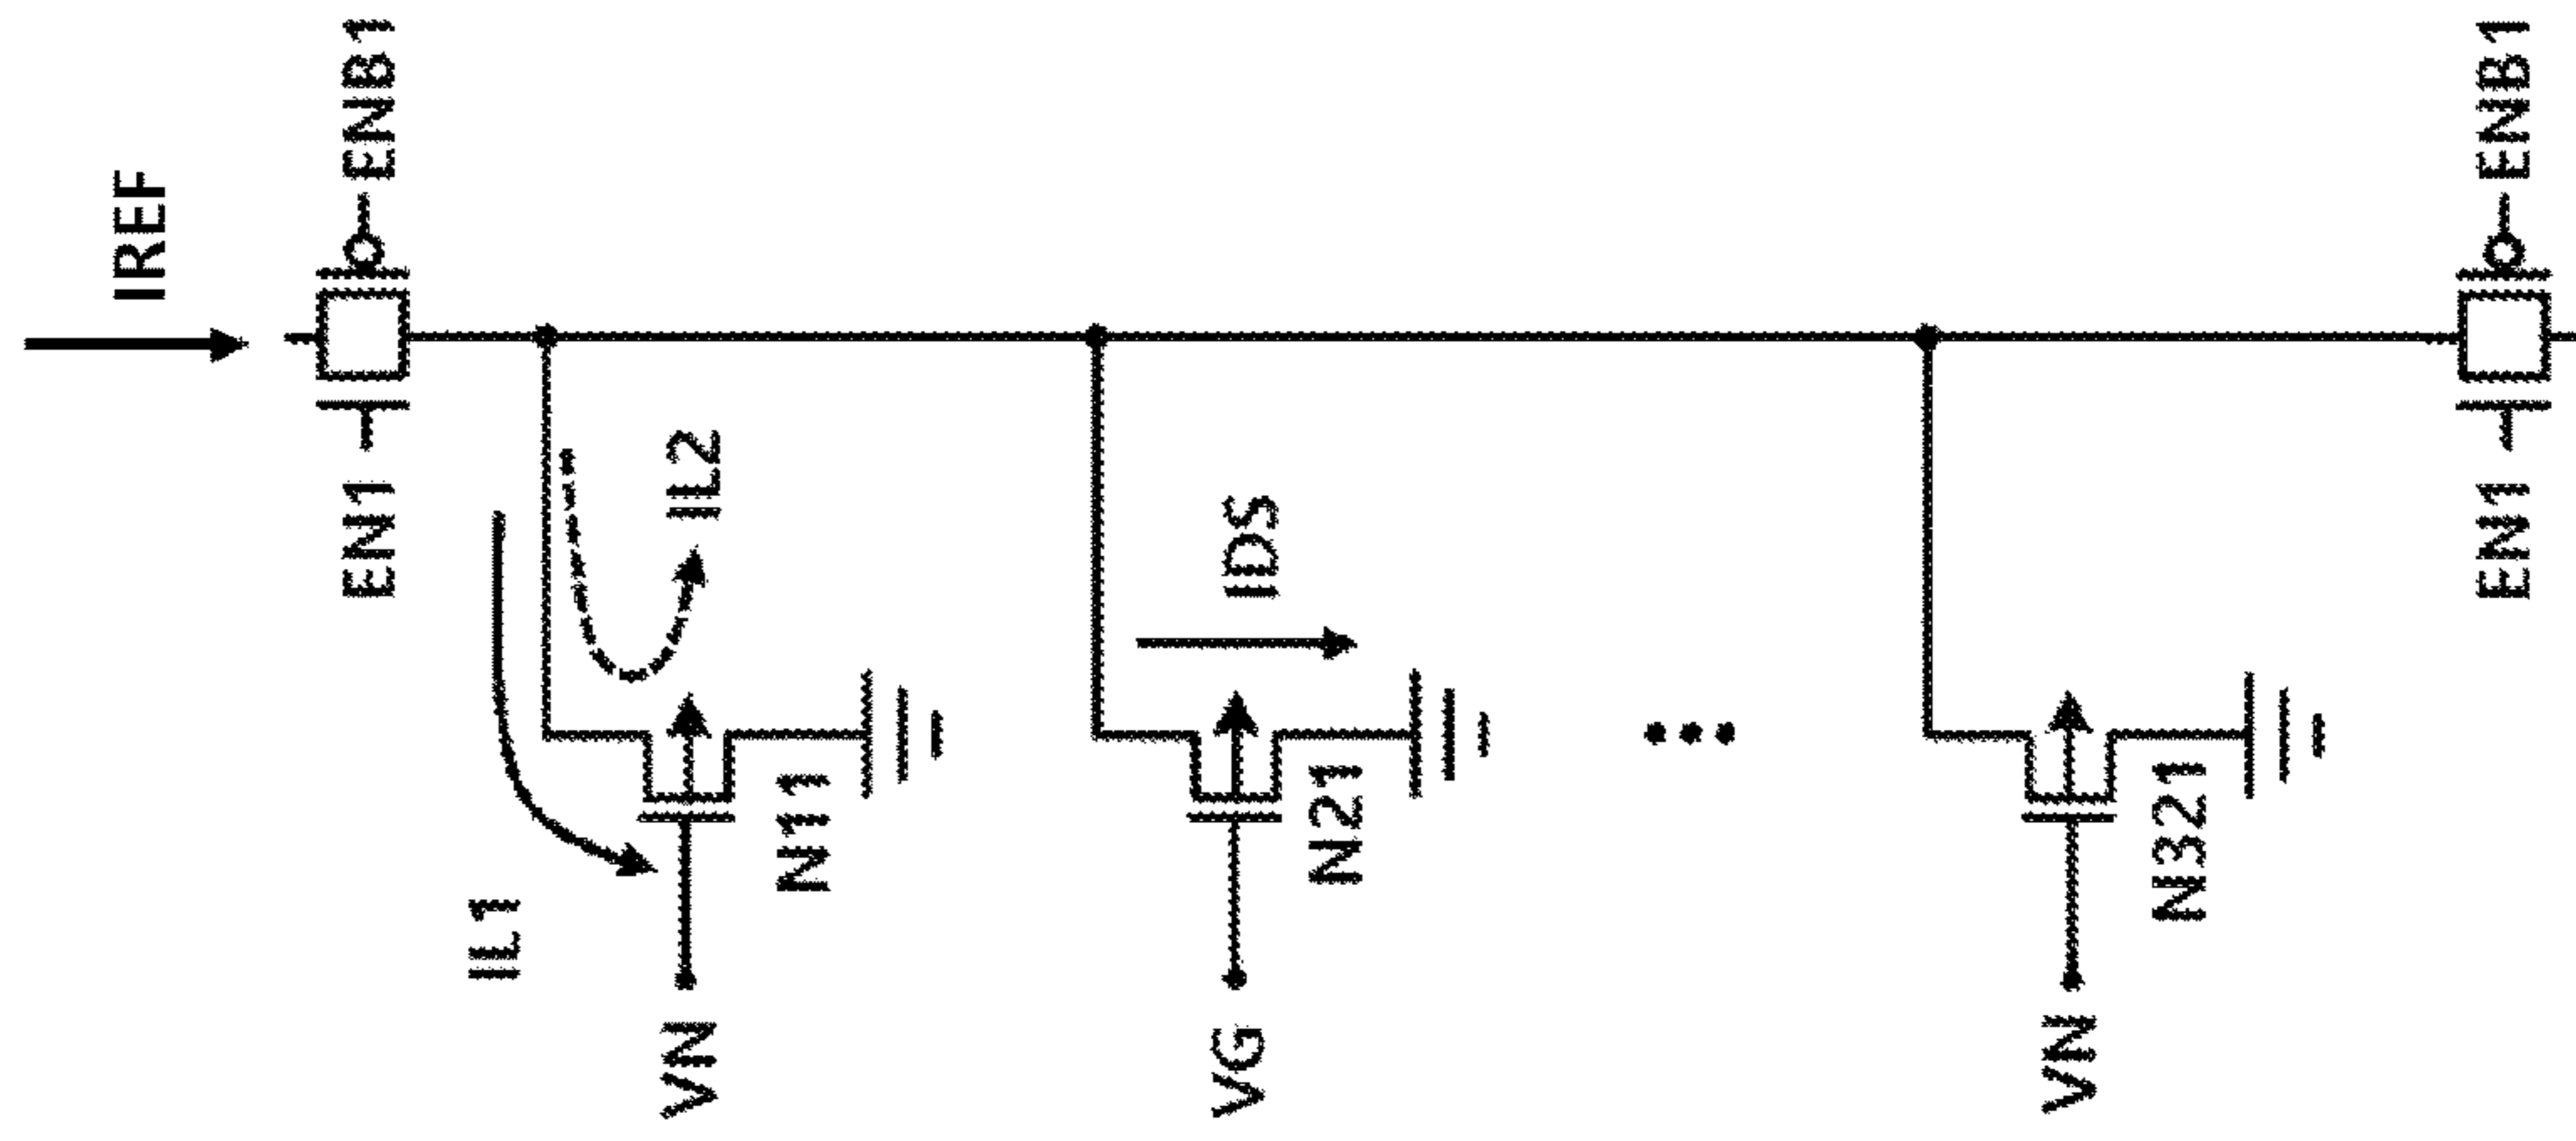 IREF
EN1
ENB1
IL1
IL2
VN
N11
IDS
VG
N21
VN
N321
EN1
ENB1